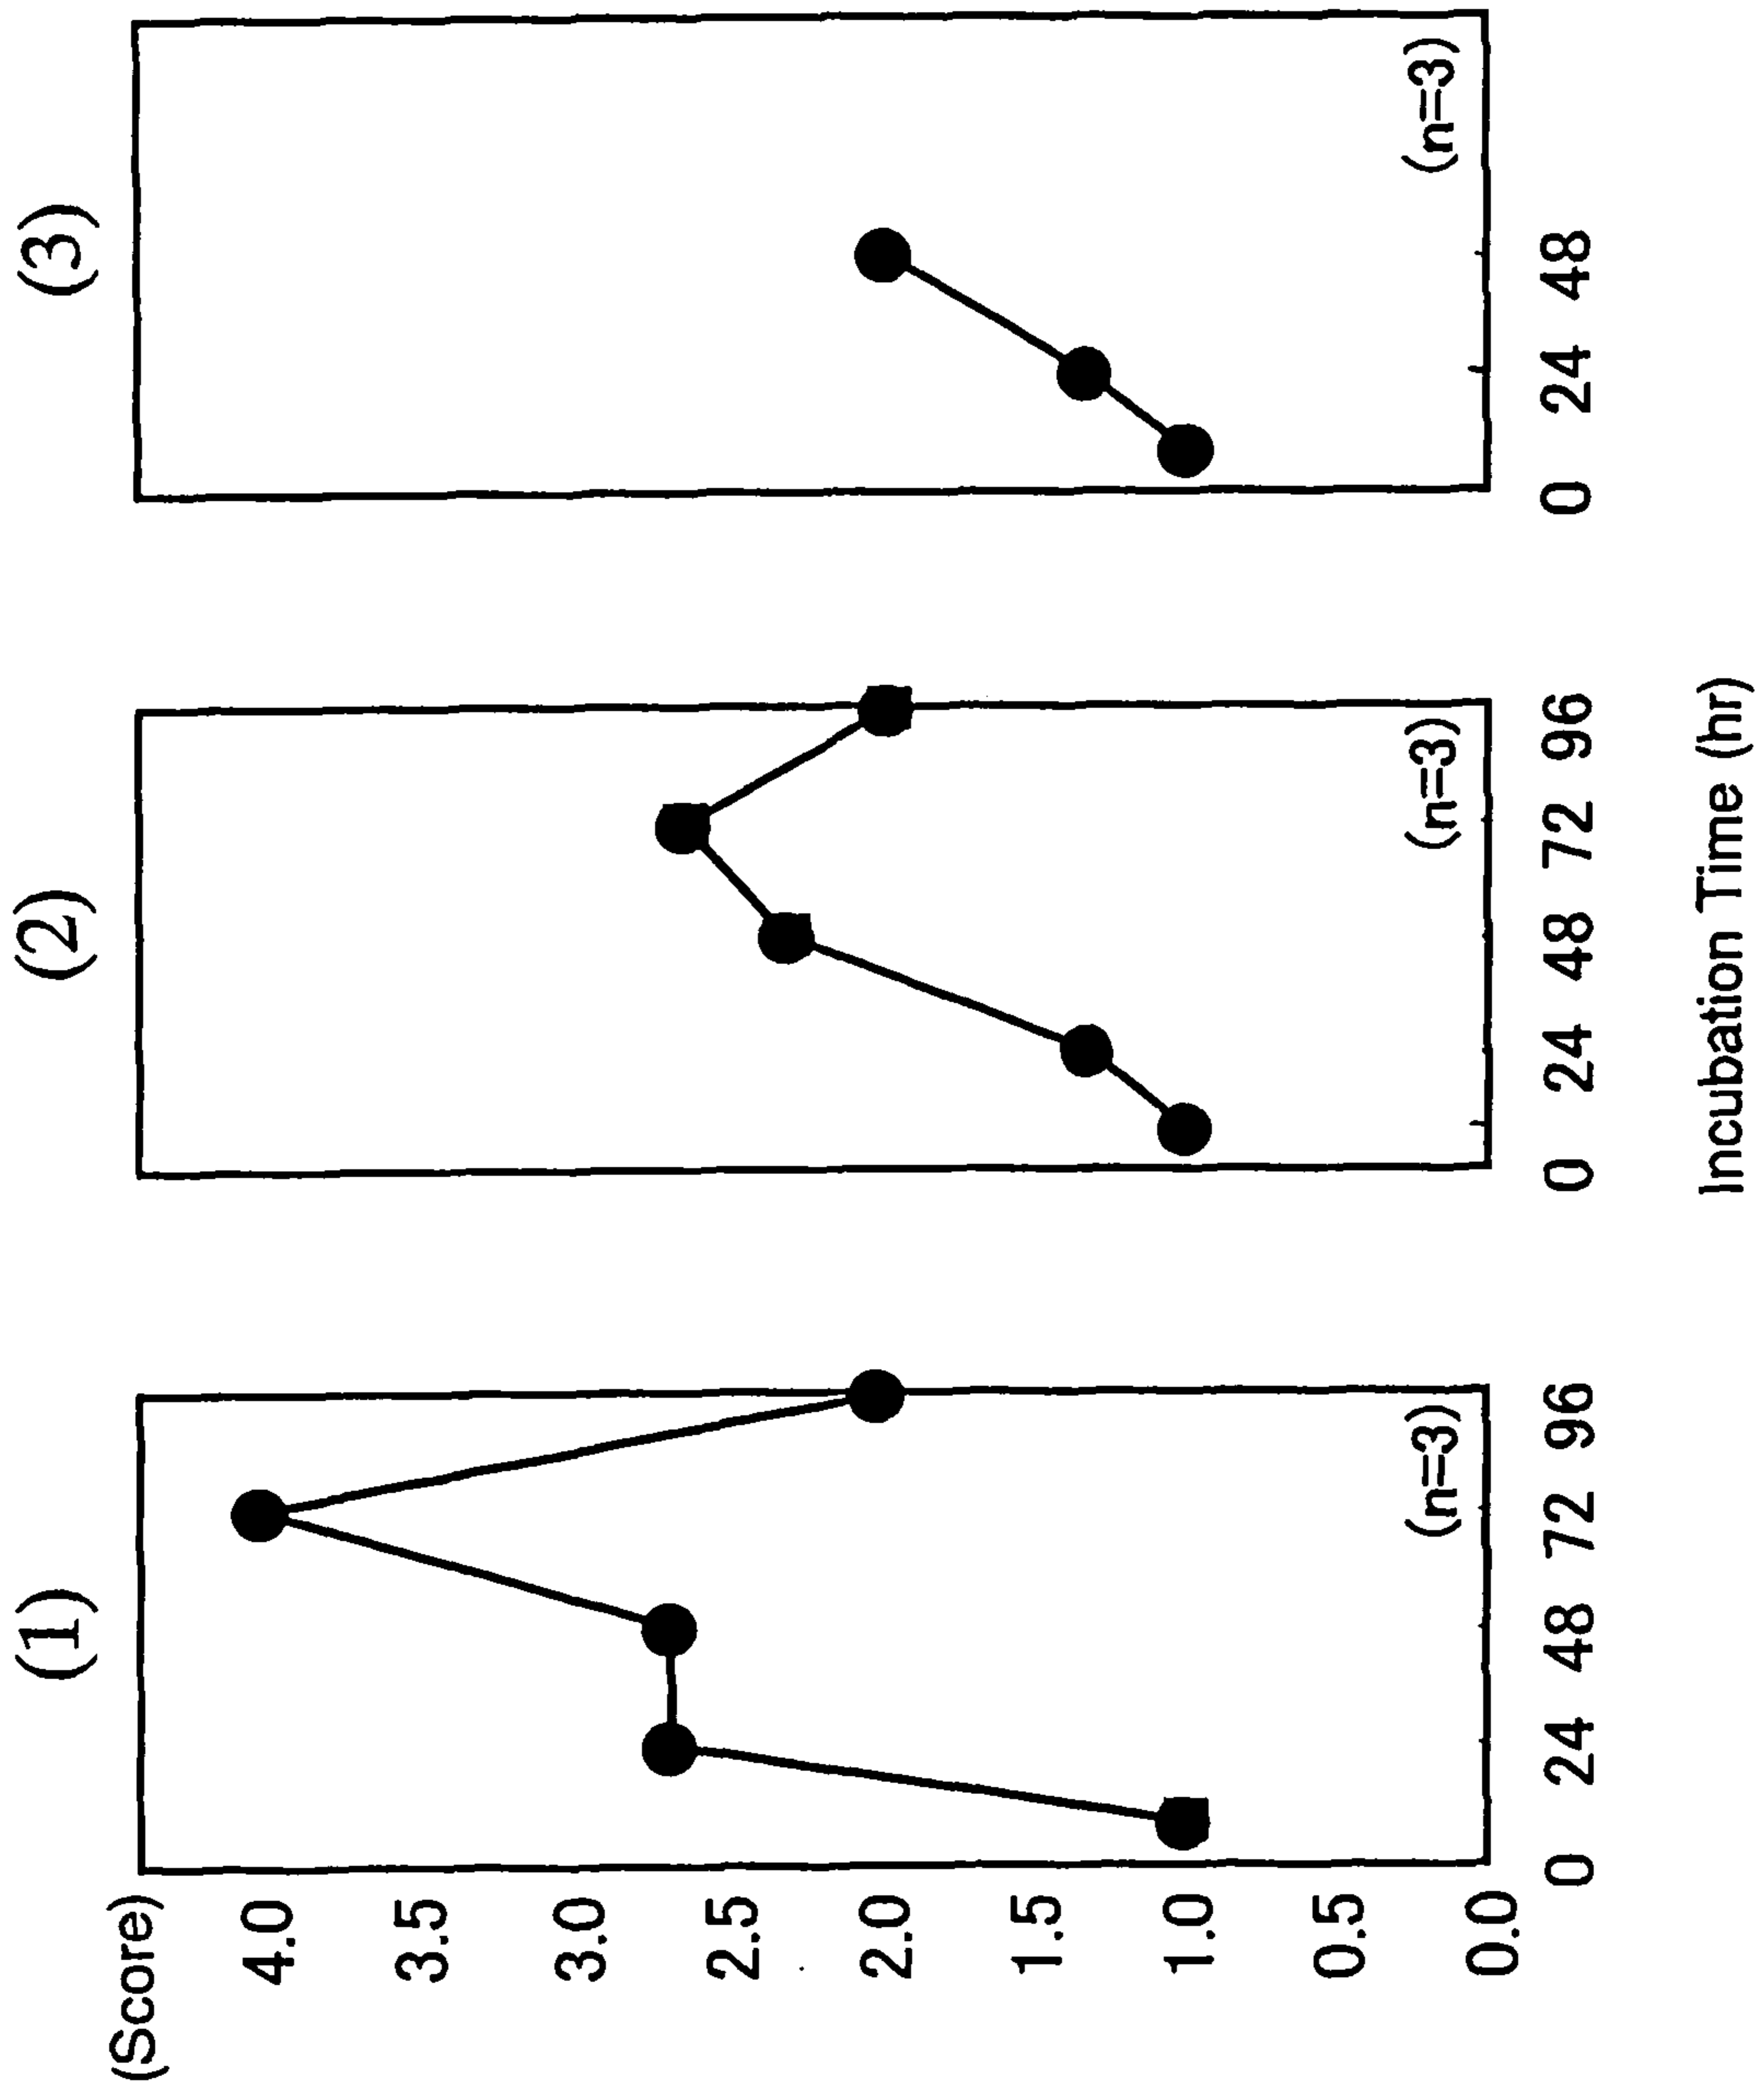 (1)
(2)
(3)
(Score)
4.0
3.5
3.0
2.5
2.0
1.5
1.0
0.5
0.0
(n=3)
(n=3)
(n=3)
0 24 48 72 96
0 24 48 72 96
0 24 48
Incubation Time (hr)